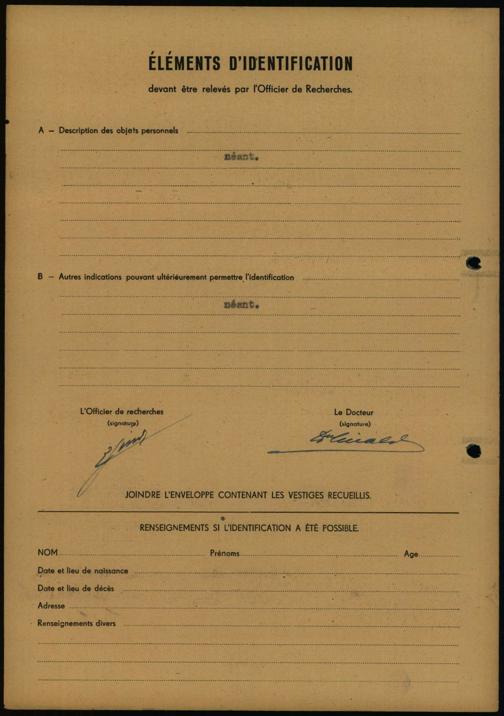 ÉLÉMENTS D'IDENTIFICATION
devant être relevés par l'Officier de Recherches.
A – Description des objets personnels
néant.
B – Autres indications pouvant ultérieurement permettre l'identification
néant.
L'Officier de recherches
(signature)
Le Docteur
(signature)
JOINDRE L'ENVELOPPE CONTENANT LES VESTIGES RECUEILLIS.
RENSEIGNEMENTS SI L'IDENTIFICATION A ÉTÉ POSSIBLE.
NOM Prénoms Age
Date et lieu de naissance
Date et lieu de décès
Adresse
Renseignements divers